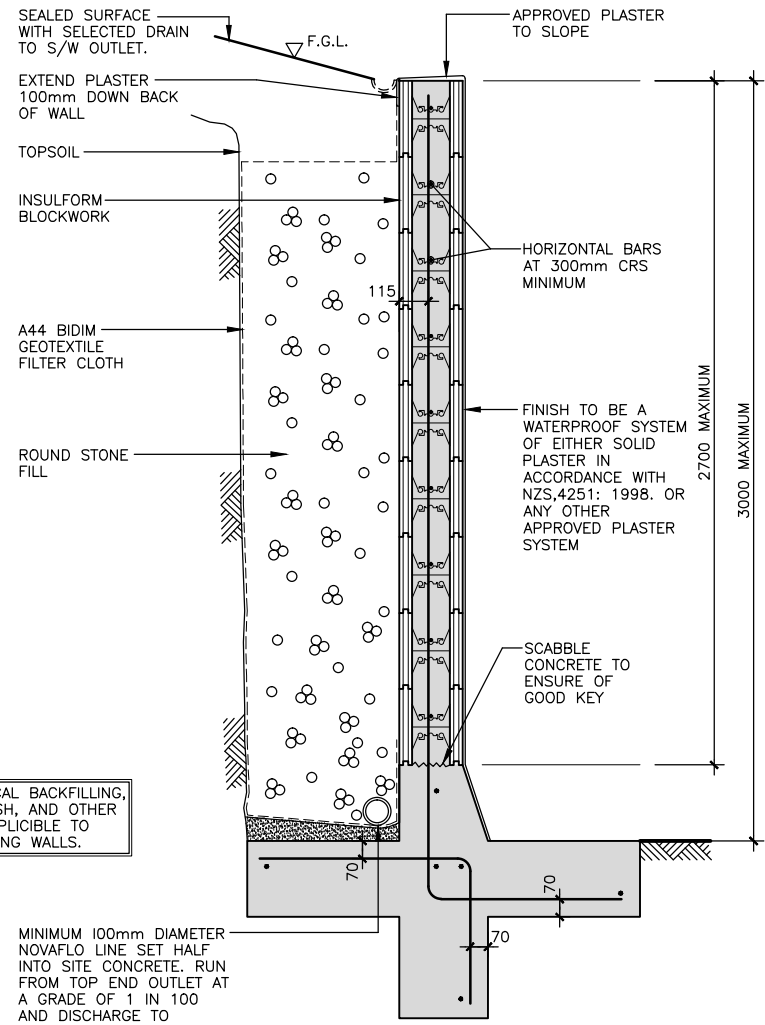 SEALED SURFACE
WITH SELECTED DRAIN
TO S/W OUTLET.
F.G.L.
APPROVED PLASTER
TO SLOPE
EXTEND PLASTER
100mm DOWN BACK
OF WALL
TOPSOIL
INSULFORM
BLOCKWORK
HORIZONTAL BARS
AT 300mm CRS
MINIMUM
115
A44 BIDIM
GEOTEXTILE
FILTER CLOTH
FINISH TO BE A
WATERPROOF SYSTEM
OF EITHER SOLID
PLASTER IN
ACCORDANCE WITH
NZS,4251: 1998. OR
ANY OTHER
APPROVED PLASTER
SYSTEM
2700 MAXIMUM
3000 MAXIMUM
ROUND STONE
FILL
SCABBLE
CONCRETE TO
ENSURE OF
GOOD KEY
CAL BACKFILLING,
SH, AND OTHER
PLICIBLE TO
NG WALLS.
70
70
70
MINIMUM 100mm DIAMETER
NOVAFLO LINE SET HALF
INTO SITE CONCRETE. RUN
FROM TOP END OUTLET AT
A GRADE OF 1 IN 100
AND DISCHARGE TO